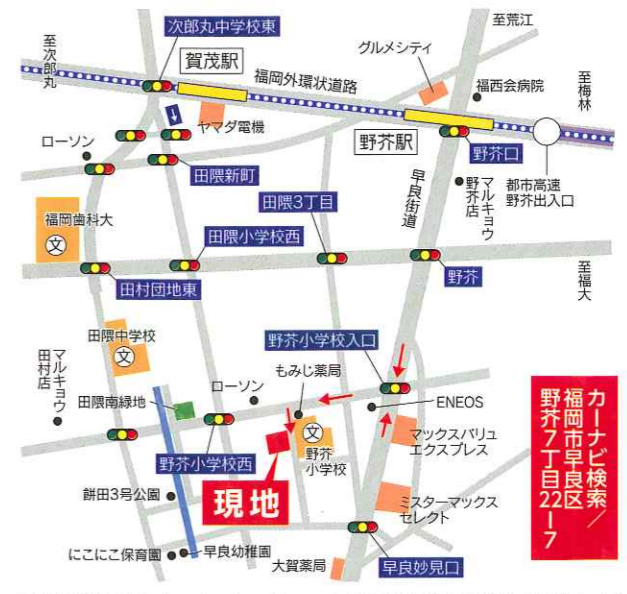 次郎丸中学校東
至荒江
至次郎丸
賀茂駅
福岡外環状道路
グルメシティ
福西会病院
至梅林
ヤマダ電機
野芥駅
野芥口
ローソン
田隈新町
早良街道
マルキョウ
野芥店
都市高速
野芥出入口
福岡歯科大
文
田隈3丁目
田隈小学校西
田村団地東
野芥
至福大
田隈中学校
文
野芥小学校入口
マルキョウ
田村店
もみじ薬局
ローソン
田隈南緑地
ENEOS
文
野芥
小学校
マックスバリュ
エクスプレス
野芥小学校西
現地
餅田3号公園
ミスターマックス
セレクト
にこにこ保育園
早良幼稚園
大賀薬局
早良妙見口
カーナビ検索/
福岡市早良区
野芥7丁目22-7